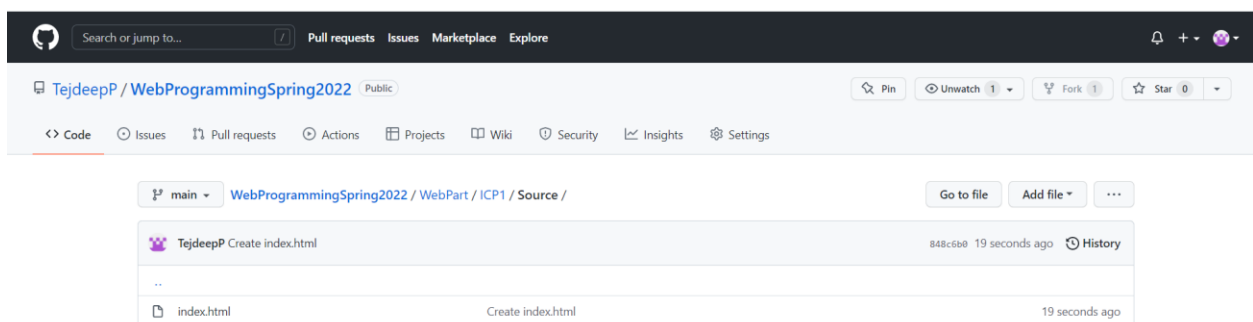 Search or jump to... / Pull requests Issues Marketplace Explore
TejdeepP / WebProgrammingSpring2022 Public Pin Unwatch 1 Fork 1 Star 0
<> Code Issues Pull requests Actions Projects Wiki Security Insights Settings
main WebProgrammingSpring2022 / WebPart / ICP1 / Source / Go to file Add file ...
TejdeepP Create index.html 848c6b0 19 seconds ago History
..
index.html Create index.html 19 seconds ago